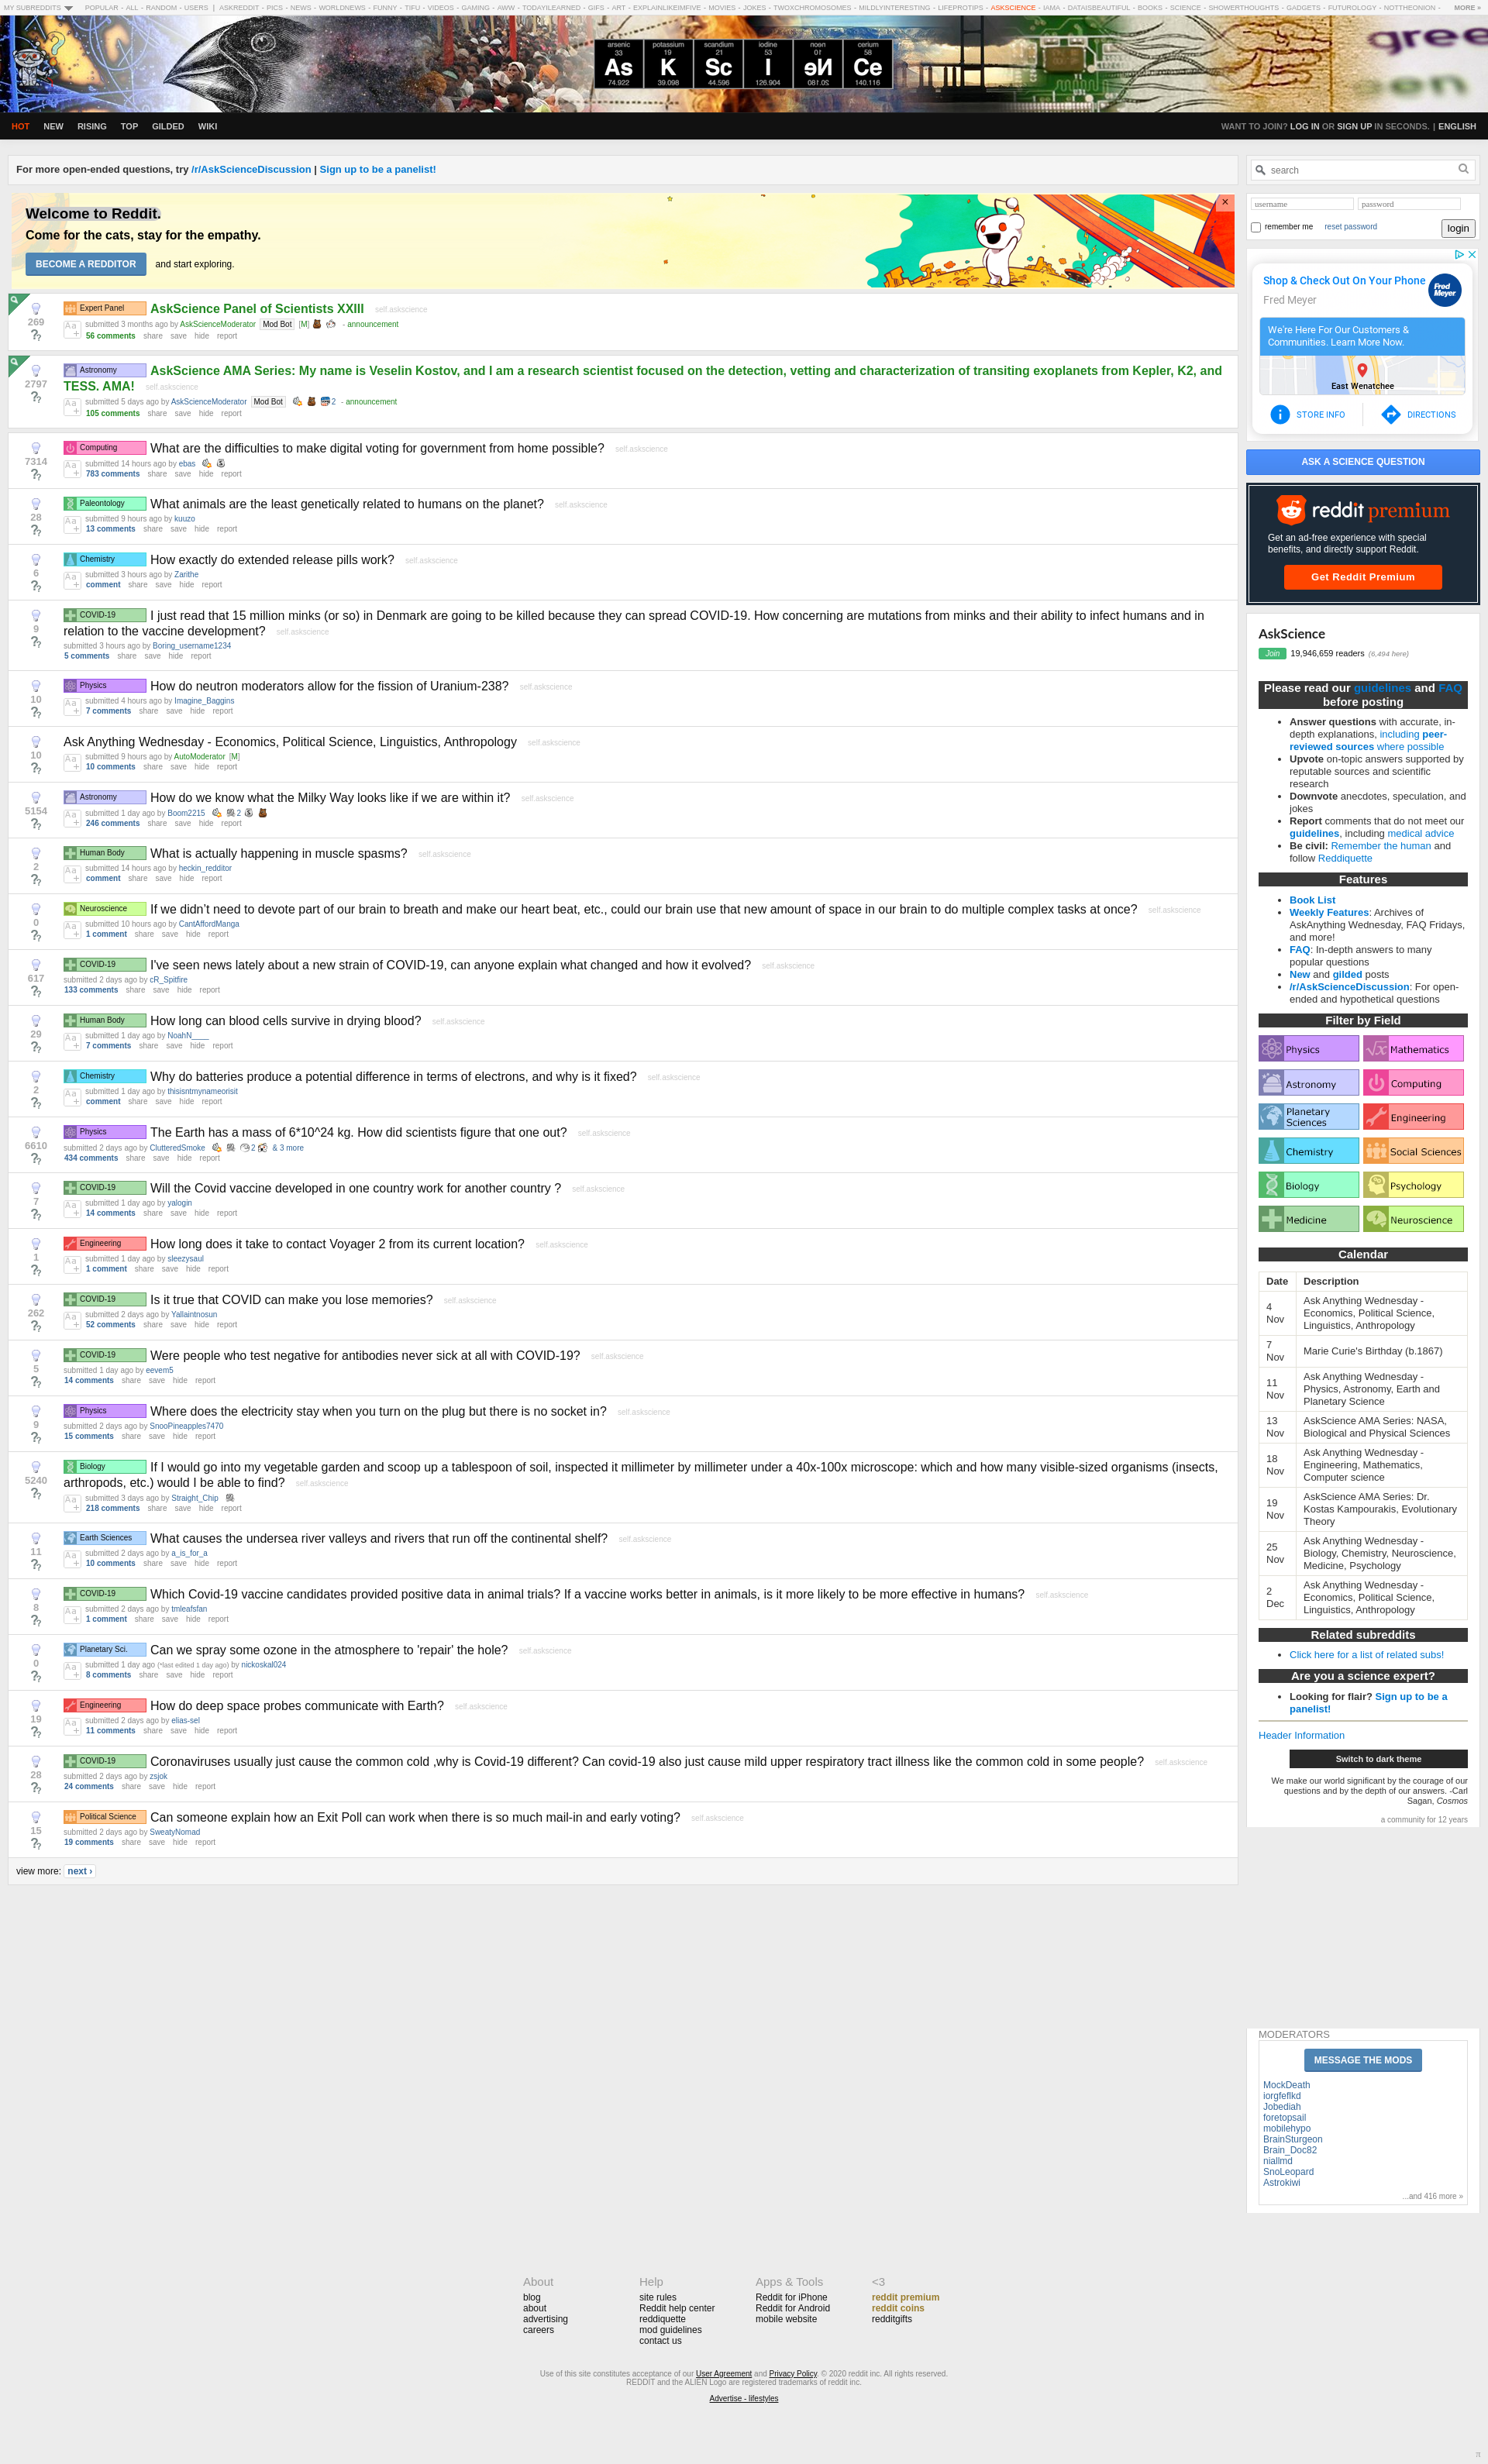 MY SUBREDDITS
POPULAR - ALL - RANDOM - USERS | ASKREDDIT - PICS - NEWS - WORLDNEWS - FUNNY - TIFU - VIDEOS - GAMING - AWW - TODAYILEARNED - GIFS - ART - EXPLAINLIKEIMFIVE - MOVIES - JOKES - TWOXCHROMOSOMES - MILDLYINTERESTING - LIFEPROTIPS - ASKSCIENCE - IAMA - DATAISBEAUTIFUL - BOOKS - SCIENCE - SHOWERTHOUGHTS - GADGETS - FUTUROLOGY - NOTTHEONION -
MORE »
arsenic potassium scandium iodine neon cerium
33 19 21 53 10 58
As K Sc I Ne Ce
74.922 39.098 44.596 126.904 20.180 140.116
HOT NEW RISING TOP GILDED WIKI
WANT TO JOIN? LOG IN OR SIGN UP IN SECONDS. | ENGLISH
For more open-ended questions, try /r/AskScienceDiscussion | Sign up to be a panelist!
Welcome to Reddit.
Come for the cats, stay for the empathy.
BECOME A REDDITOR and start exploring.
269
Expert Panel AskScience Panel of Scientists XXIII self.askscience
submitted 3 months ago by AskScienceModerator Mod Bot [M] - announcement
56 comments share save hide report
2797
Astronomy AskScience AMA Series: My name is Veselin Kostov, and I am a research scientist focused on the detection, vetting and characterization of transiting exoplanets from Kepler, K2, and
TESS. AMA! self.askscience
submitted 5 days ago by AskScienceModerator Mod Bot 2 - announcement
105 comments share save hide report
7314
Computing What are the difficulties to make digital voting for government from home possible? self.askscience
submitted 14 hours ago by ebas
783 comments share save hide report
28
Paleontology What animals are the least genetically related to humans on the planet? self.askscience
submitted 9 hours ago by kuuzo
13 comments share save hide report
6
Chemistry How exactly do extended release pills work? self.askscience
submitted 3 hours ago by Zarithe
comment share save hide report
9
COVID-19 I just read that 15 million minks (or so) in Denmark are going to be killed because they can spread COVID-19. How concerning are mutations from minks and their ability to infect humans and in
relation to the vaccine development? self.askscience
submitted 3 hours ago by Boring_username1234
5 comments share save hide report
10
Physics How do neutron moderators allow for the fission of Uranium-238? self.askscience
submitted 4 hours ago by Imagine_Baggins
7 comments share save hide report
10
Ask Anything Wednesday - Economics, Political Science, Linguistics, Anthropology self.askscience
submitted 9 hours ago by AutoModerator [M]
10 comments share save hide report
5154
Astronomy How do we know what the Milky Way looks like if we are within it? self.askscience
submitted 1 day ago by Boom2215 2
246 comments share save hide report
2
Human Body What is actually happening in muscle spasms? self.askscience
submitted 14 hours ago by heckin_redditor
comment share save hide report
0
Neuroscience If we didn’t need to devote part of our brain to breath and make our heart beat, etc., could our brain use that new amount of space in our brain to do multiple complex tasks at once? self.askscience
submitted 10 hours ago by CantAffordManga
1 comment share save hide report
617
COVID-19 I've seen news lately about a new strain of COVID-19, can anyone explain what changed and how it evolved? self.askscience
submitted 2 days ago by cR_Spitfire
133 comments share save hide report
29
Human Body How long can blood cells survive in drying blood? self.askscience
submitted 1 day ago by NoahN____
7 comments share save hide report
2
Chemistry Why do batteries produce a potential difference in terms of electrons, and why is it fixed? self.askscience
submitted 1 day ago by thisisntmynameorisit
comment share save hide report
6610
Physics The Earth has a mass of 6*10^24 kg. How did scientists figure that one out? self.askscience
submitted 2 days ago by ClutteredSmoke 2 & 3 more
434 comments share save hide report
7
COVID-19 Will the Covid vaccine developed in one country work for another country ? self.askscience
submitted 1 day ago by yalogin
14 comments share save hide report
1
Engineering How long does it take to contact Voyager 2 from its current location? self.askscience
submitted 1 day ago by sleezysaul
1 comment share save hide report
262
COVID-19 Is it true that COVID can make you lose memories? self.askscience
submitted 2 days ago by Yallaintnosun
52 comments share save hide report
5
COVID-19 Were people who test negative for antibodies never sick at all with COVID-19? self.askscience
submitted 1 day ago by eevem5
14 comments share save hide report
9
Physics Where does the electricity stay when you turn on the plug but there is no socket in? self.askscience
submitted 2 days ago by SnooPineapples7470
15 comments share save hide report
5240
Biology If I would go into my vegetable garden and scoop up a tablespoon of soil, inspected it millimeter by millimeter under a 40x-100x microscope: which and how many visible-sized organisms (insects,
arthropods, etc.) would I be able to find? self.askscience
submitted 3 days ago by Straight_Chip
218 comments share save hide report
11
Earth Sciences What causes the undersea river valleys and rivers that run off the continental shelf? self.askscience
submitted 2 days ago by a_is_for_a
10 comments share save hide report
8
COVID-19 Which Covid-19 vaccine candidates provided positive data in animal trials? If a vaccine works better in animals, is it more likely to be more effective in humans? self.askscience
submitted 2 days ago by tmleafsfan
1 comment share save hide report
0
Planetary Sci. Can we spray some ozone in the atmosphere to 'repair' the hole? self.askscience
submitted 1 day ago (*last edited 1 day ago) by nickoskal024
8 comments share save hide report
19
Engineering How do deep space probes communicate with Earth? self.askscience
submitted 2 days ago by elias-sel
11 comments share save hide report
28
COVID-19 Coronaviruses usually just cause the common cold ,why is Covid-19 different? Can covid-19 also just cause mild upper respiratory tract illness like the common cold in some people? self.askscience
submitted 2 days ago by zsjok
24 comments share save hide report
15
Political Science Can someone explain how an Exit Poll can work when there is so much mail-in and early voting? self.askscience
submitted 2 days ago by SweatyNomad
19 comments share save hide report
view more: next ›
search
username password
remember me reset password login
Shop & Check Out On Your Phone
Fred Meyer
Fred Meyer
We're Here For Our Customers &
Communities. Learn More Now.
East Wenatchee
STORE INFO DIRECTIONS
ASK A SCIENCE QUESTION
reddit premium
Get an ad-free experience with special
benefits, and directly support Reddit.
Get Reddit Premium
AskScience
Join 19,946,659 readers (6,494 here)
Please read our guidelines and FAQ
before posting
Answer questions with accurate, in-
depth explanations, including peer-
reviewed sources where possible
Upvote on-topic answers supported by
reputable sources and scientific
research
Downvote anecdotes, speculation, and
jokes
Report comments that do not meet our
guidelines, including medical advice
Be civil: Remember the human and
follow Reddiquette
Features
Book List
Weekly Features: Archives of
AskAnything Wednesday, FAQ Fridays,
and more!
FAQ: In-depth answers to many
popular questions
New and gilded posts
/r/AskScienceDiscussion: For open-
ended and hypothetical questions
Filter by Field
Physics Mathematics
Astronomy Computing
Planetary
Sciences Engineering
Chemistry Social Sciences
Biology Psychology
Medicine Neuroscience
Calendar
Date Description
4
Nov
Ask Anything Wednesday -
Economics, Political Science,
Linguistics, Anthropology
7
Nov
Marie Curie's Birthday (b.1867)
11
Nov
Ask Anything Wednesday -
Physics, Astronomy, Earth and
Planetary Science
13
Nov
AskScience AMA Series: NASA,
Biological and Physical Sciences
18
Nov
Ask Anything Wednesday -
Engineering, Mathematics,
Computer science
19
Nov
AskScience AMA Series: Dr.
Kostas Kampourakis, Evolutionary
Theory
25
Nov
Ask Anything Wednesday -
Biology, Chemistry, Neuroscience,
Medicine, Psychology
2
Dec
Ask Anything Wednesday -
Economics, Political Science,
Linguistics, Anthropology
Related subreddits
Click here for a list of related subs!
Are you a science expert?
Looking for flair? Sign up to be a
panelist!
Header Information
Switch to dark theme
We make our world significant by the courage of our
questions and by the depth of our answers. -Carl
Sagan, Cosmos
a community for 12 years
MODERATORS
MESSAGE THE MODS
MockDeath
iorgfeflkd
Jobediah
foretopsail
mobilehypo
BrainSturgeon
Brain_Doc82
niallmd
SnoLeopard
Astrokiwi
...and 416 more »
About
blog
about
advertising
careers
Help
site rules
Reddit help center
reddiquette
mod guidelines
contact us
Apps & Tools
Reddit for iPhone
Reddit for Android
mobile website
<3
reddit premium
reddit coins
redditgifts
Use of this site constitutes acceptance of our User Agreement and Privacy Policy. © 2020 reddit inc. All rights reserved.
REDDIT and the ALIEN Logo are registered trademarks of reddit inc.
Advertise - lifestyles
π